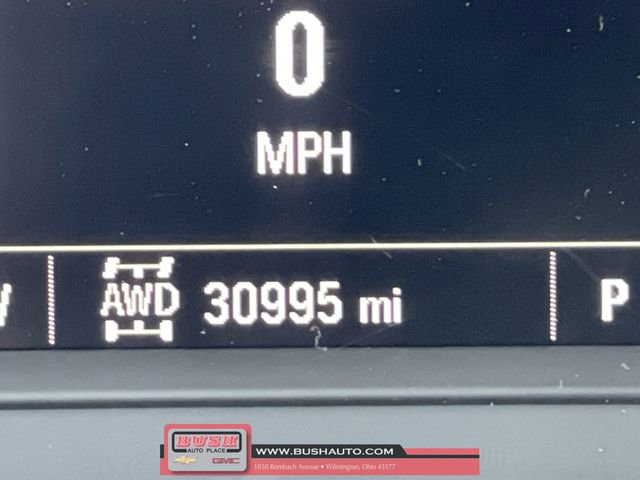 0
MPH
AWD 30995 mi P
BUSH
AUTO PLACE
GMC
WWW.BUSHAUTO.COM
1850 Rombach Avenue • Wilmington, Ohio 45177